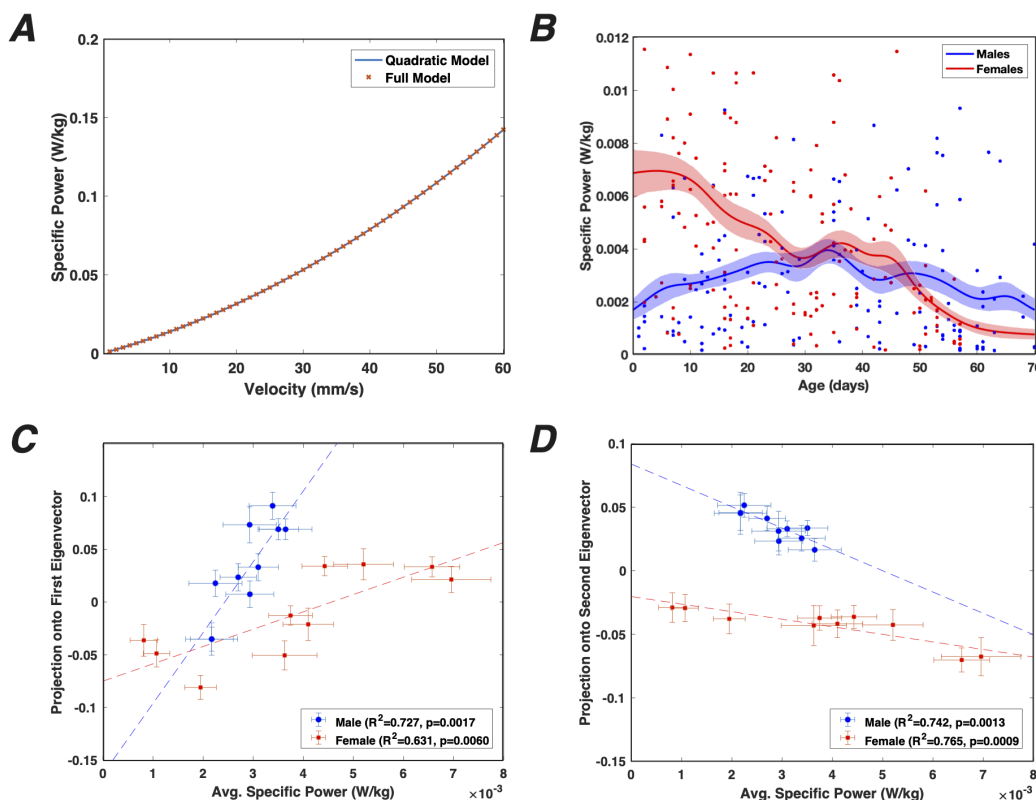 A
Specific Power (W/kg)
0.2
0.15
0.1
0.05
0
Quadratic Model
Full Model
10
20
30
40
50
60
Velocity (mm/s)
B
Specific Power (W/kg)
0.012
0.01
0.008
0.006
0.004
0.002
0
Males
Females
0
10
20
30
40
50
60
70
Age (days)
C
Projection onto First Eigenvector
0.1
0.05
0
-0.05
-0.1
-0.15
Male (R²=0.727, p=0.0017
Female (R²=0.631, p=0.0060
0
1
2
3
4
5
6
7
8
Avg. Specific Power (W/kg)
×10⁻³
D
Projection onto Second Eigenvector
0.1
0.05
0
-0.05
-0.1
-0.15
Male (R²=0.742, p=0.0013
Female (R²=0.765, p=0.0009
0
1
2
3
4
5
6
7
8
Avg. Specific Power (W/kg)
×10⁻³